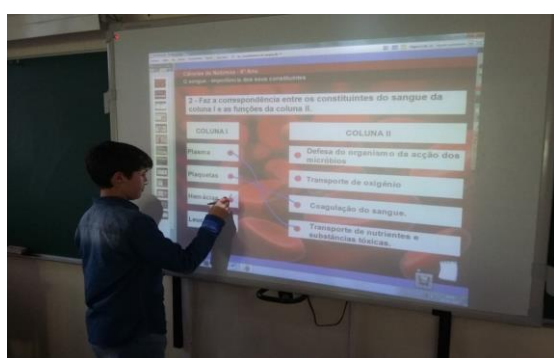 Ciências da Natureza - 6º Ano
O sangue - importância dos seus constituintes
2 - Faz a correspondência entre os constituintes do sangue da
coluna I e as funções da coluna II.
COLUNA I
COLUNA II
Plasma
Defesa do organismo da acção dos
micróbios
Plaquetas
Transporte de oxigénio
Hemácias
Coagulação do sangue.
Transporte de nutrientes e
substâncias tóxicas.